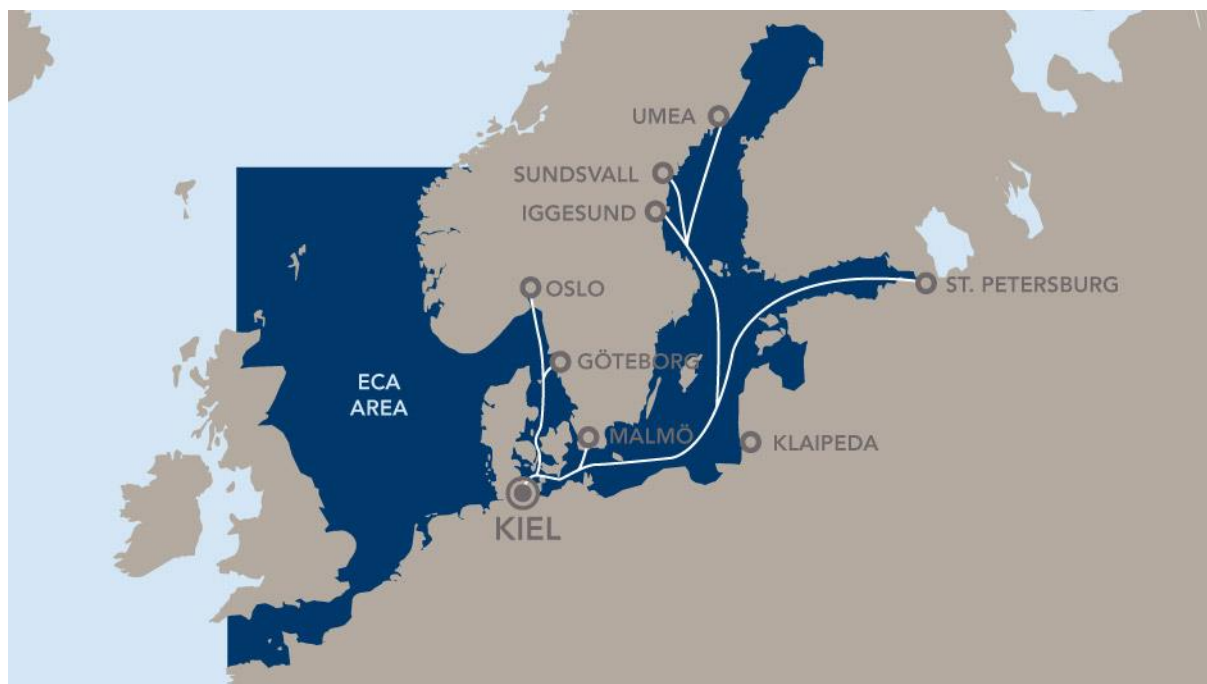 UMEA
SUNDSVALL
IGGESUND
OSLO
ST. PETERSBURG
GÖTEBORG
ECA
AREA
MALMÖ
KLAIPEDA
KIEL